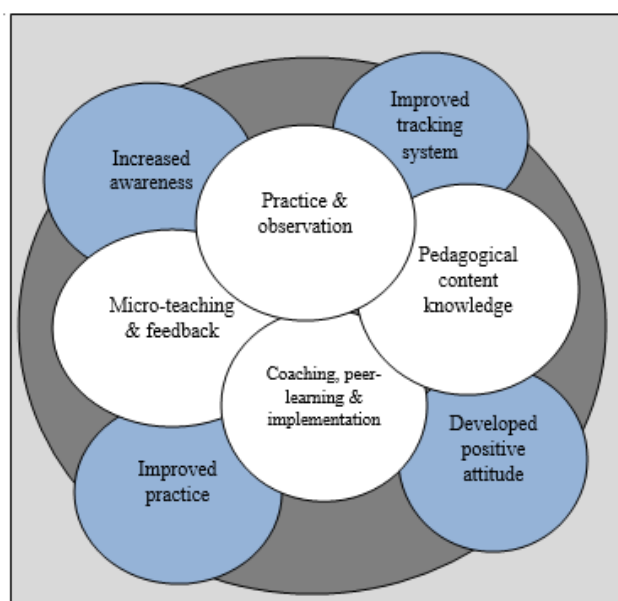 Improved
tracking
system
Increased
awareness
Practice &
observation
Pedagogical
content
knowledge
Micro-teaching
& feedback
Coaching, peer-
learning &
implementation
Developed
positive
attitude
Improved
practice